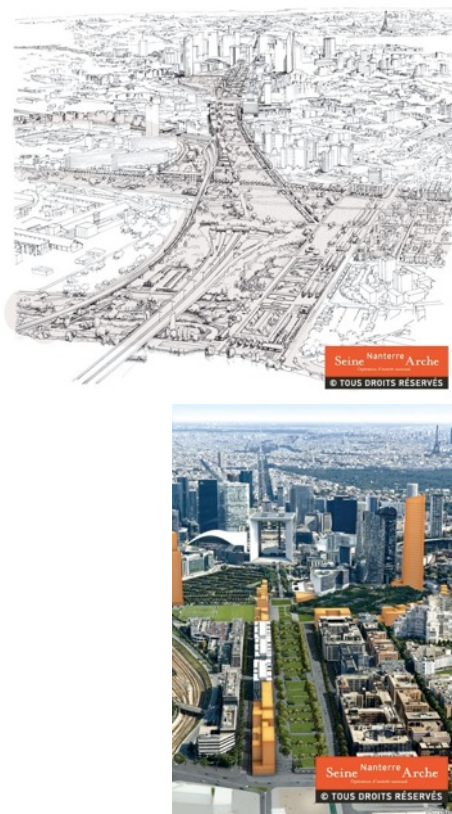 Seine Nanterre Arche
Opération d'intérêt national
© TOUS DROITS RÉSERVÉS
Seine Nanterre Arche
Opération d'intérêt national
© TOUS DROITS RÉSERVÉS